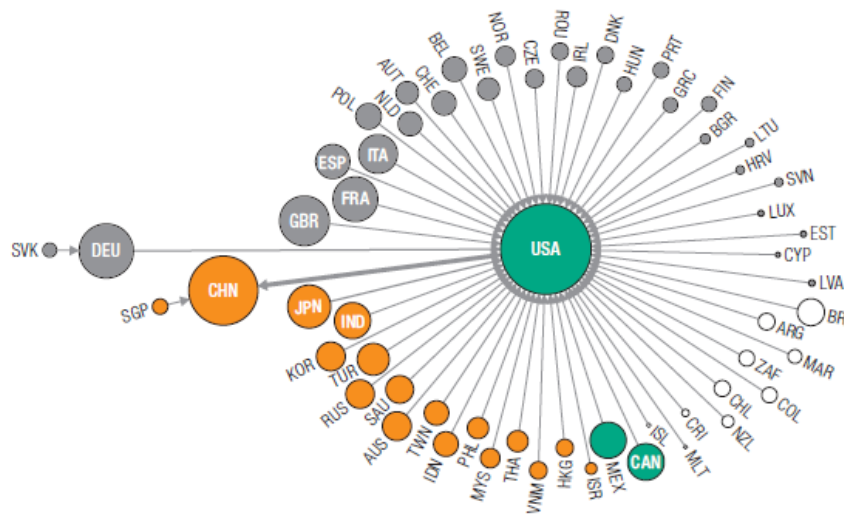 NOR
ROU
DNK
BEL
SWE
CZE
IRL
HUN
PRT
AUT
CHE
GRC
FIN
POL
NLD
BGR
LTU
ESP
ITA
HRV
FRA
SVN
GBR
LUX
SVK
DEU
USA
EST
CYP
CHN
LVA
SGP
JPN
IND
BR
ARG
KOR
TUR
MAR
RUS
SAU
ZAF
AUS
TWN
CHL
COL
IDN
PHL
MYS
THA
VNM
HKG
ISR
MEX
CAN
ISL
CRI
MLT
NZL